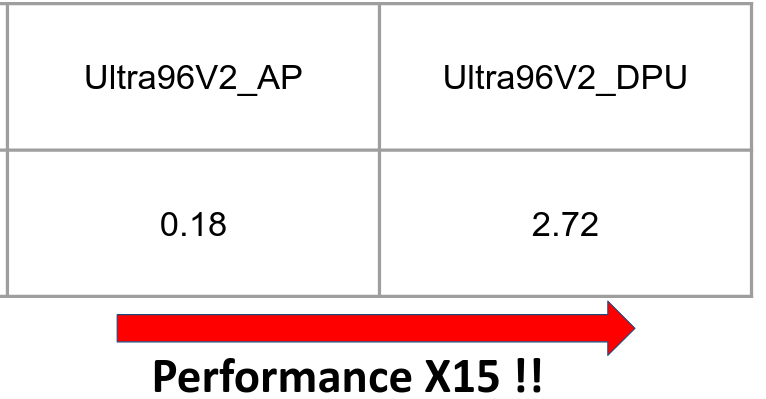 Ultra96V2_AP Ultra96V2_DPU
0.18 2.72
Performance X15 !!